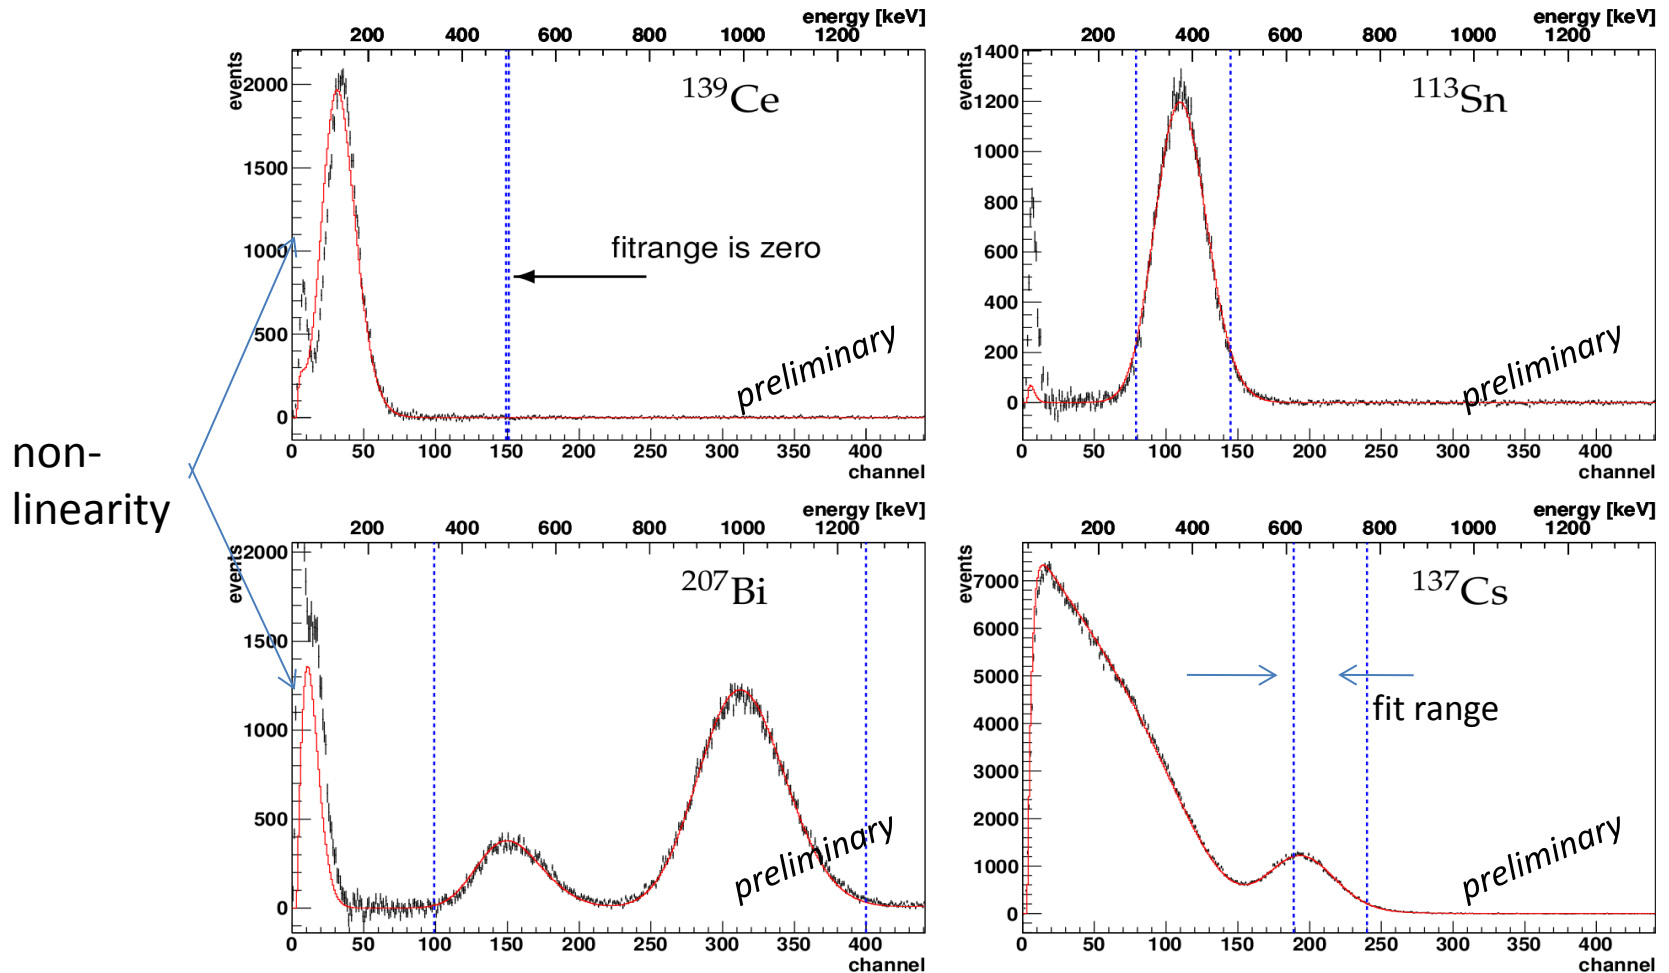 energy [keV]
200 400 600 800 1000 1200
events
2000
1500
1000
500
0
139Ce
fitrange is zero
preliminary
0 50 100 150 200 250 300 350 400
channel
energy [keV]
200 400 600 800 1000 1200
events
1400
1200
1000
800
600
400
200
0
113Sn
preliminary
0 50 100 150 200 250 300 350 400
channel
non-
linearity
energy [keV]
200 400 600 800 1000 1200
events
2000
1500
1000
500
0
207Bi
preliminary
0 50 100 150 200 250 300 350 400
channel
energy [keV]
200 400 600 800 1000 1200
events
7000
6000
5000
4000
3000
2000
1000
0
137Cs
fit range
preliminary
0 50 100 150 200 250 300 350 400
channel